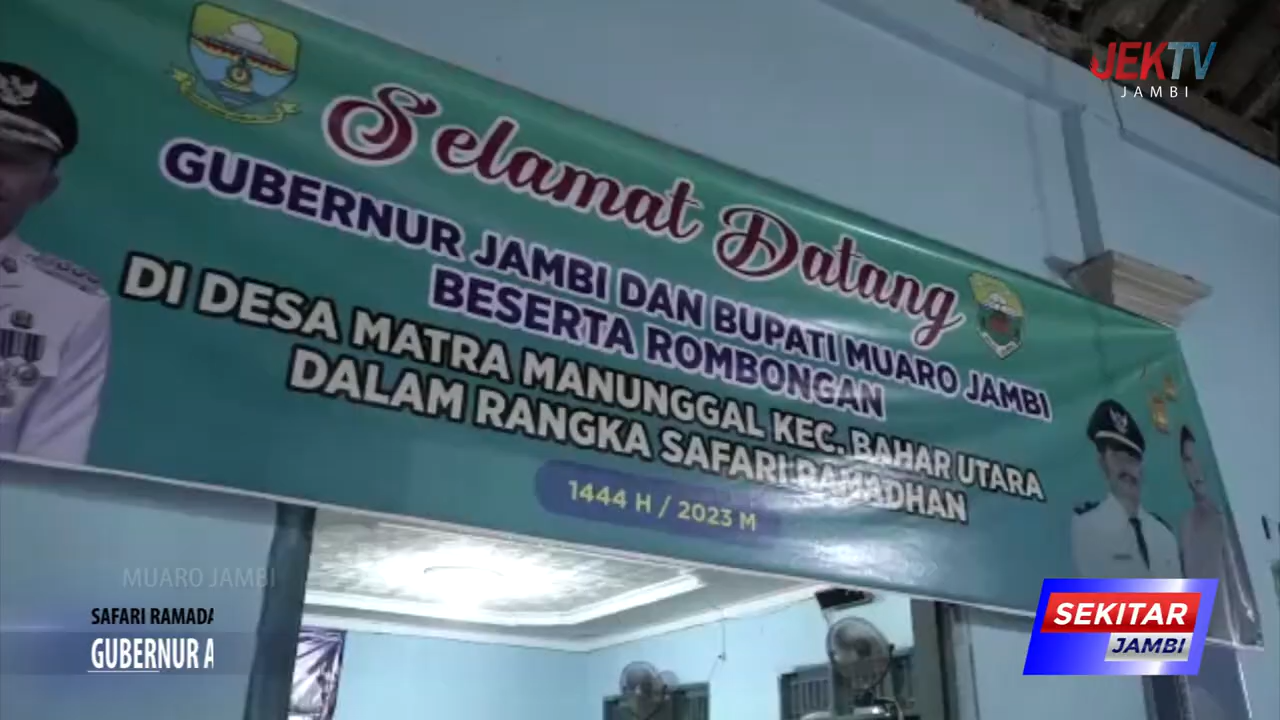 JEKTV
JAMBI
Selamat Datang
GUBERNUR JAMBI DAN BUPATI MUARO JAMBI
BESERTA ROMBONGAN
DI DESA MATRA MANUNGGAL KEC. BAHAR UTARA
DALAM RANGKA SAFARI RAMADHAN
1444 H / 2023 M
MUARO JAMBI
SAFARI RAMADA
GUBERNUR A
SEKITAR
JAMBI